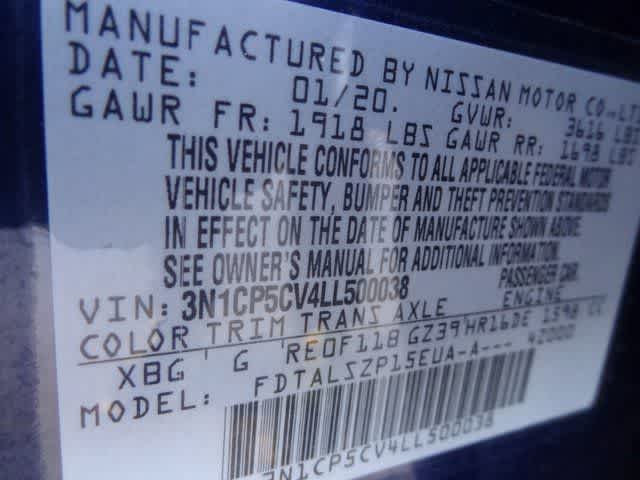 MANUFACTURED BY NISSAN MOTOR CO.,LT
DATE: 01/20. GVWR: 3616 LBS
GAWR FR: 1918 LBS GAWR RR: 1698 LBS
THIS VEHICLE CONFORMS TO ALL APPLICABLE FEDERAL MOTOR
VEHICLE SAFETY, BUMPER AND THEFT PREVENTION STANDARDS
IN EFFECT ON THE DATE OF MANUFACTURE SHOWN ABOVE.
SEE OWNER'S MANUAL FOR ADDITIONAL INFORMATION.
VIN: 3N1CP5CV4LL500038 PASSENGER CAR.
COLOR TRIM TRANS AXLE ENGINE
XBG G RE0F11B GZ39 HR16DE 1598 CC
MODEL: FDTALSZP15EUA-A--- 42000
3N1CP5CV4LL500038